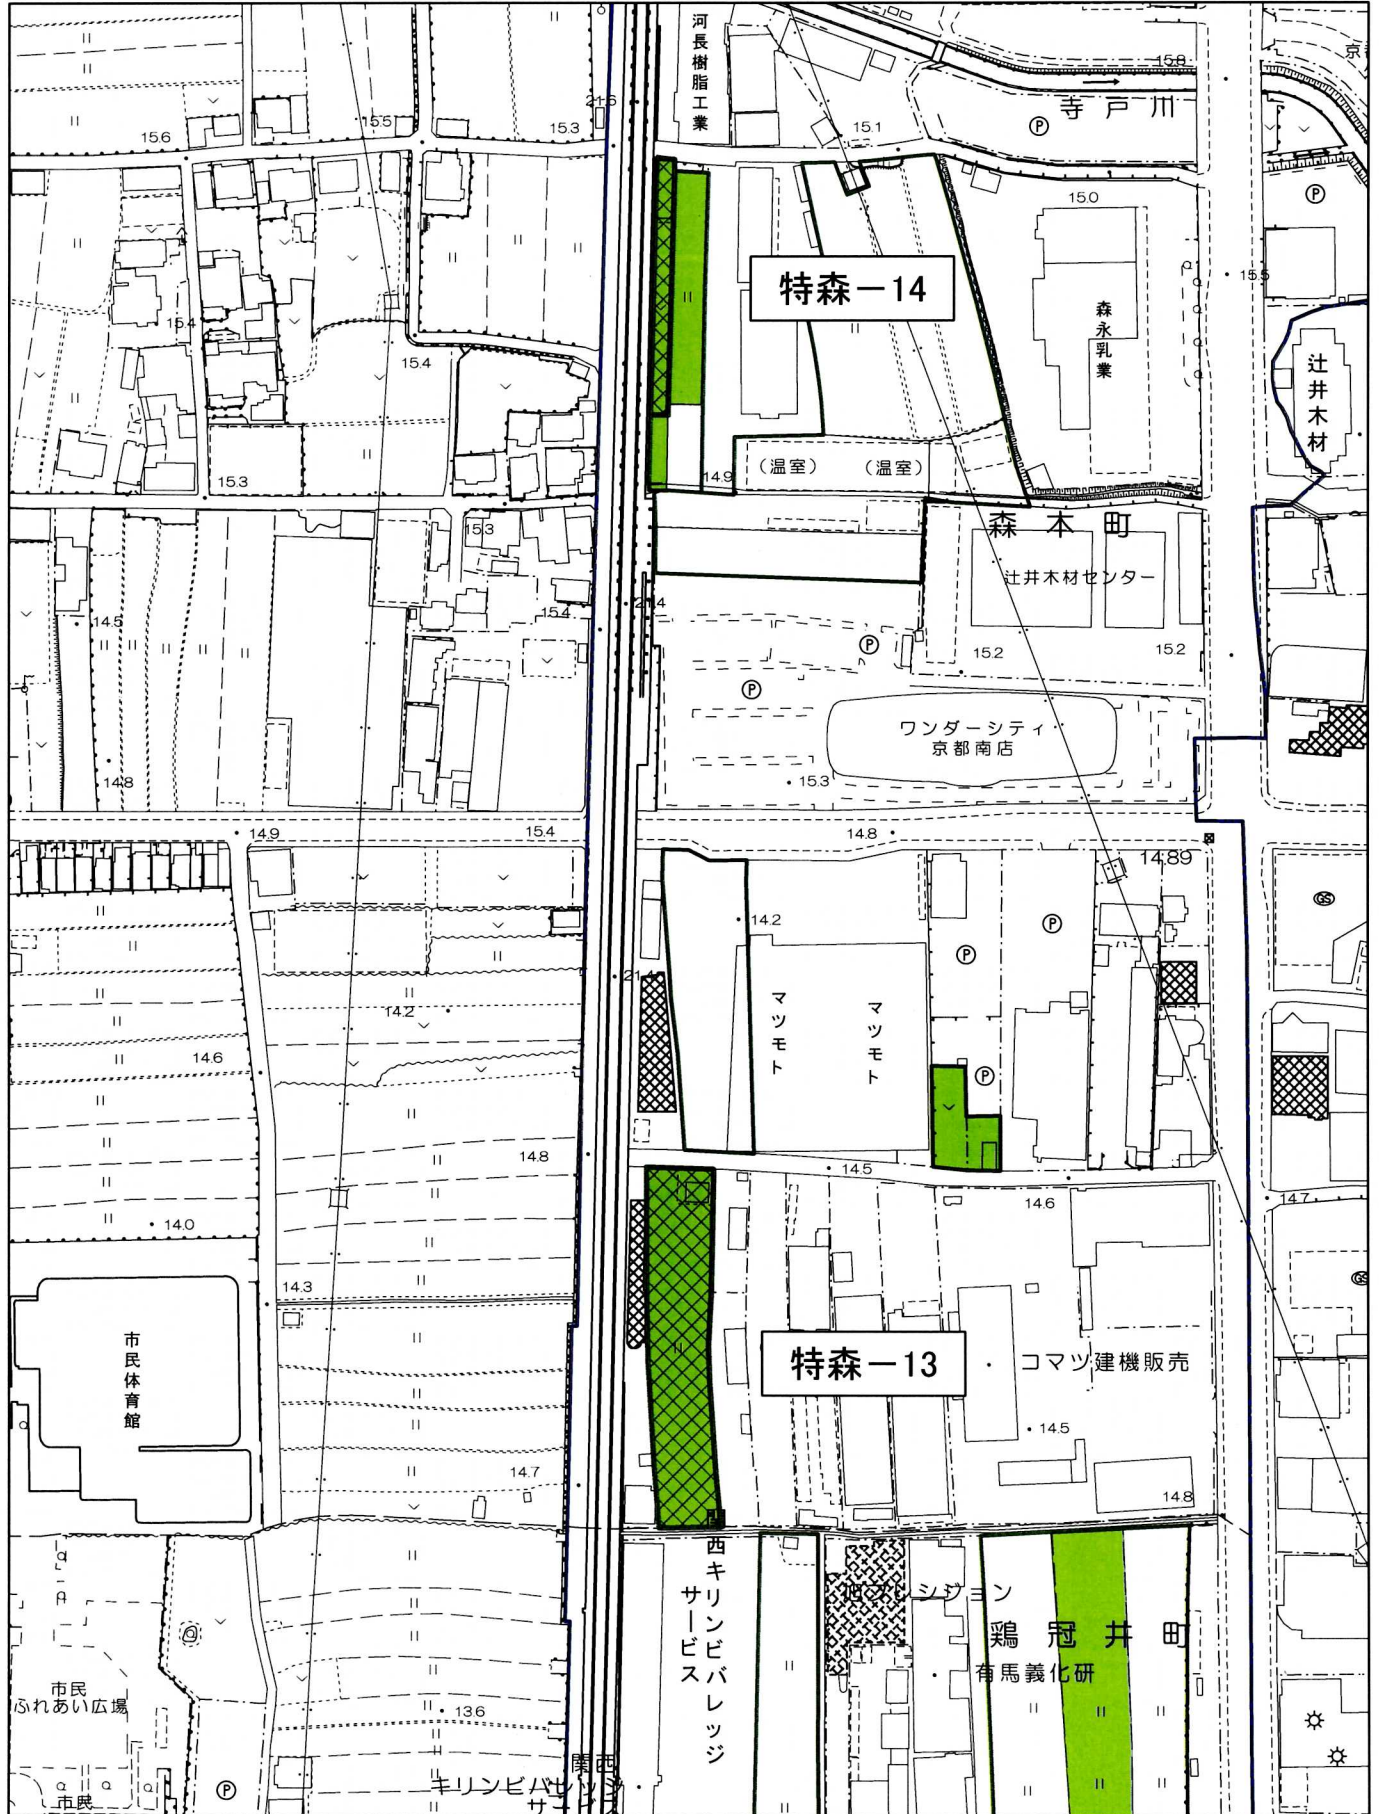 河長樹脂工業
15.8
寺戸川
21.6
15.6
15.5
15.3
15.1
P
15.0
P
特森－14
15.5
森永乳業
15.4
15.4
辻井木材
15.3
14.9
（温室）
（温室）
森本町
15.3
辻井木材センター
15.4
14.5
15.2
15.2
P
P
ワンダーシティ
京都南店
14.8
15.3
14.9
15.4
14.8
14.89
GS
14.2
P
P
14.2
マツモト
マツモト
14.6
P
14.8
14.5
14.6
14.7
14.0
14.3
市民体育館
特森－13
コマツ建機販売
14.5
14.7
14.8
関西キリンビバレッジ
サービス
鶏冠井町
有馬義化研
市民
ふれあい広場
13.6
関西
キリンビバレッジ
P
市民